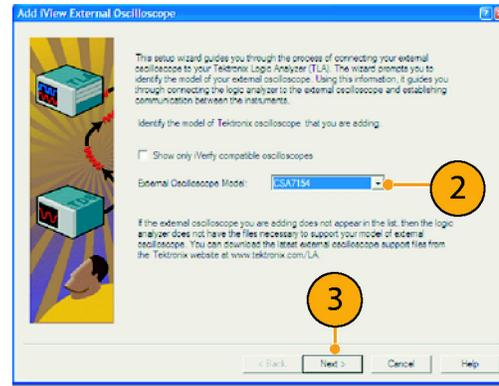 Add iView External Oscilloscope
This setup wizard guides you through the process of connecting your external
oscilloscope to your Tektronix Logic Analyzer (TLA). The wizard prompts you to
identify the model of your external oscilloscope. Using this information, it guides you
through connecting the logic analyzer to the external oscilloscope and establishing
communication between the instruments.
Identify the model of Tektronix oscilloscope that you are adding.
Show only iVerify compatible oscilloscopes
External Oscilloscope Model: CSA7154
2
If the external oscilloscope you are adding does not appear in the list, then the logic
analyzer does not have the files necessary to support your model of external
oscilloscope. You can download the latest external oscilloscope support files from
the Tektronix website at www.tektronix.com/LA.
3
< Back Next > Cancel Help
TLA
TDS